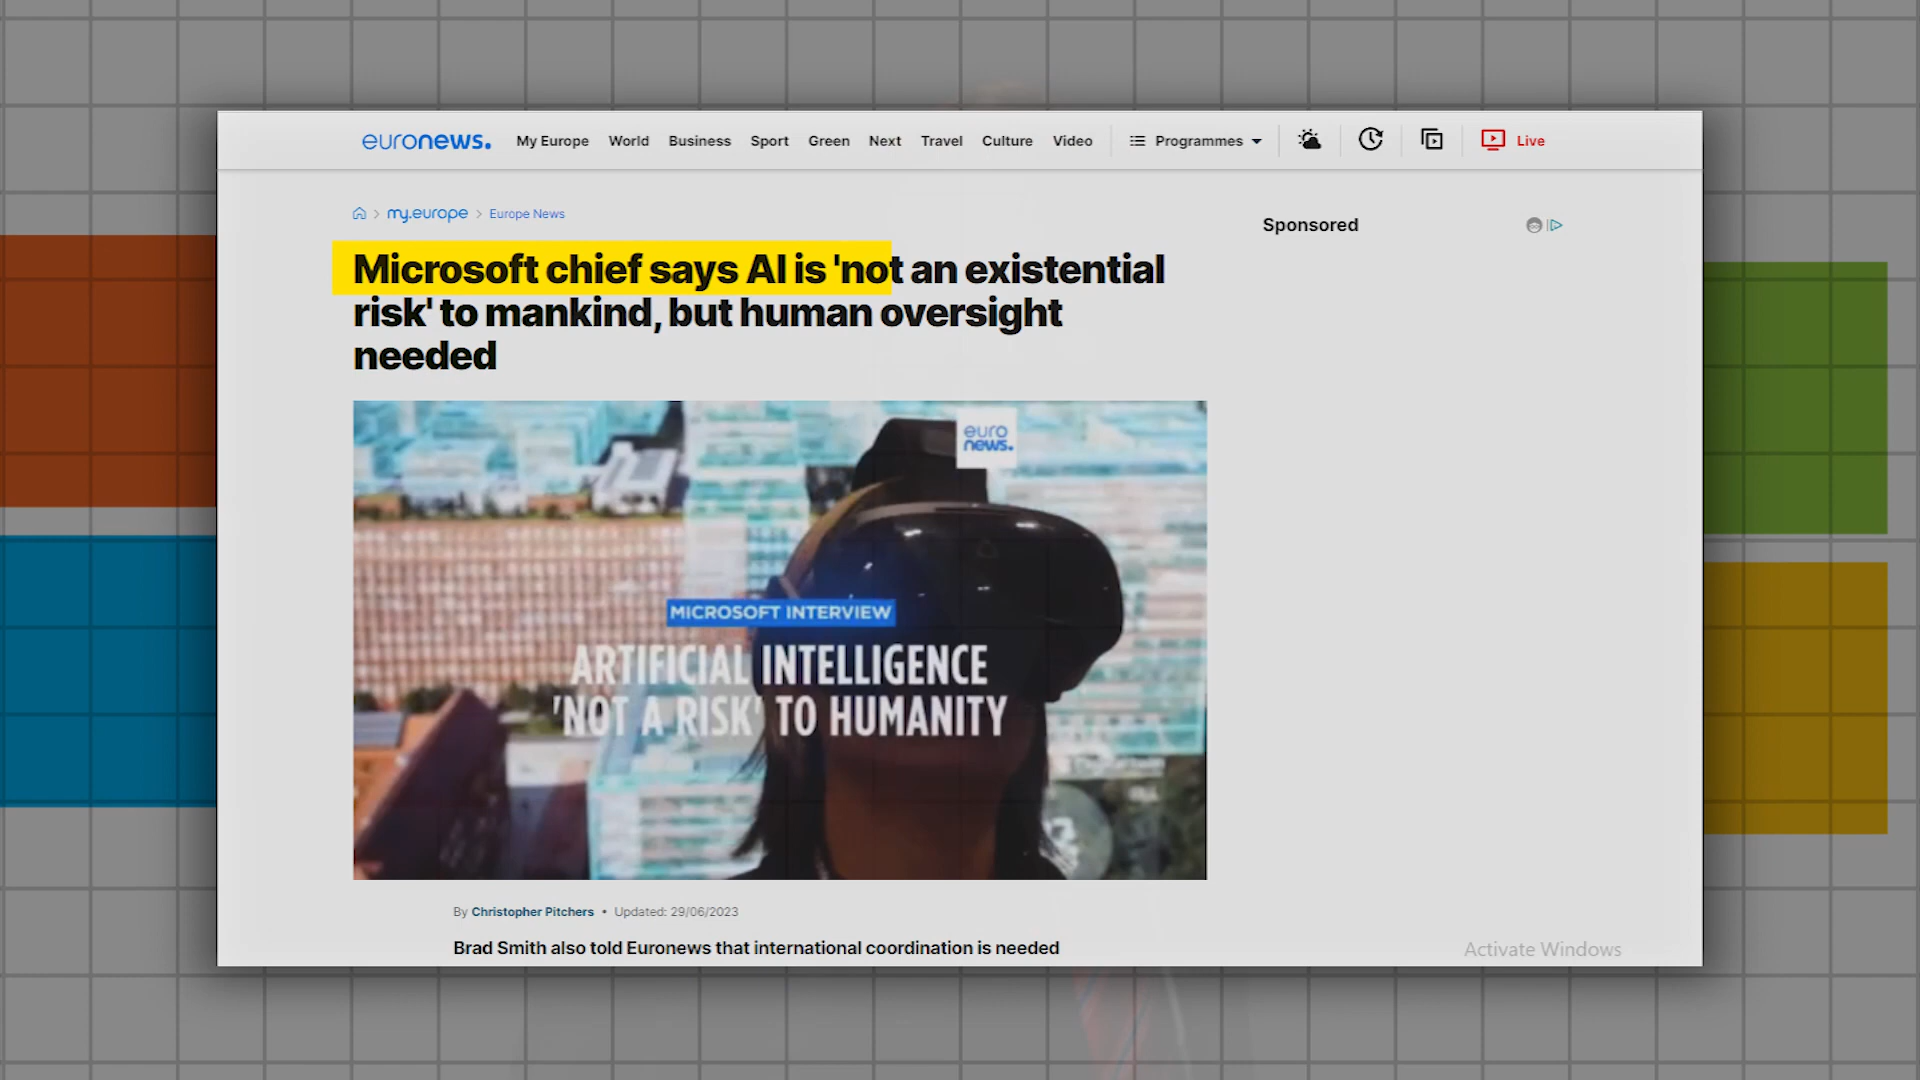 euronews.
My Europe World Business Sport Green Next Travel Culture Video Programmes Live
my.europe Europe News
Sponsored
Microsoft chief says AI is 'not an existential
risk' to mankind, but human oversight
needed
euro
news.
MICROSOFT INTERVIEW
ARTIFICIAL INTELLIGENCE
'NOT A RISK' TO HUMANITY
By Christopher Pitchers • Updated: 29/06/2023
Brad Smith also told Euronews that international coordination is needed
Activate Windows